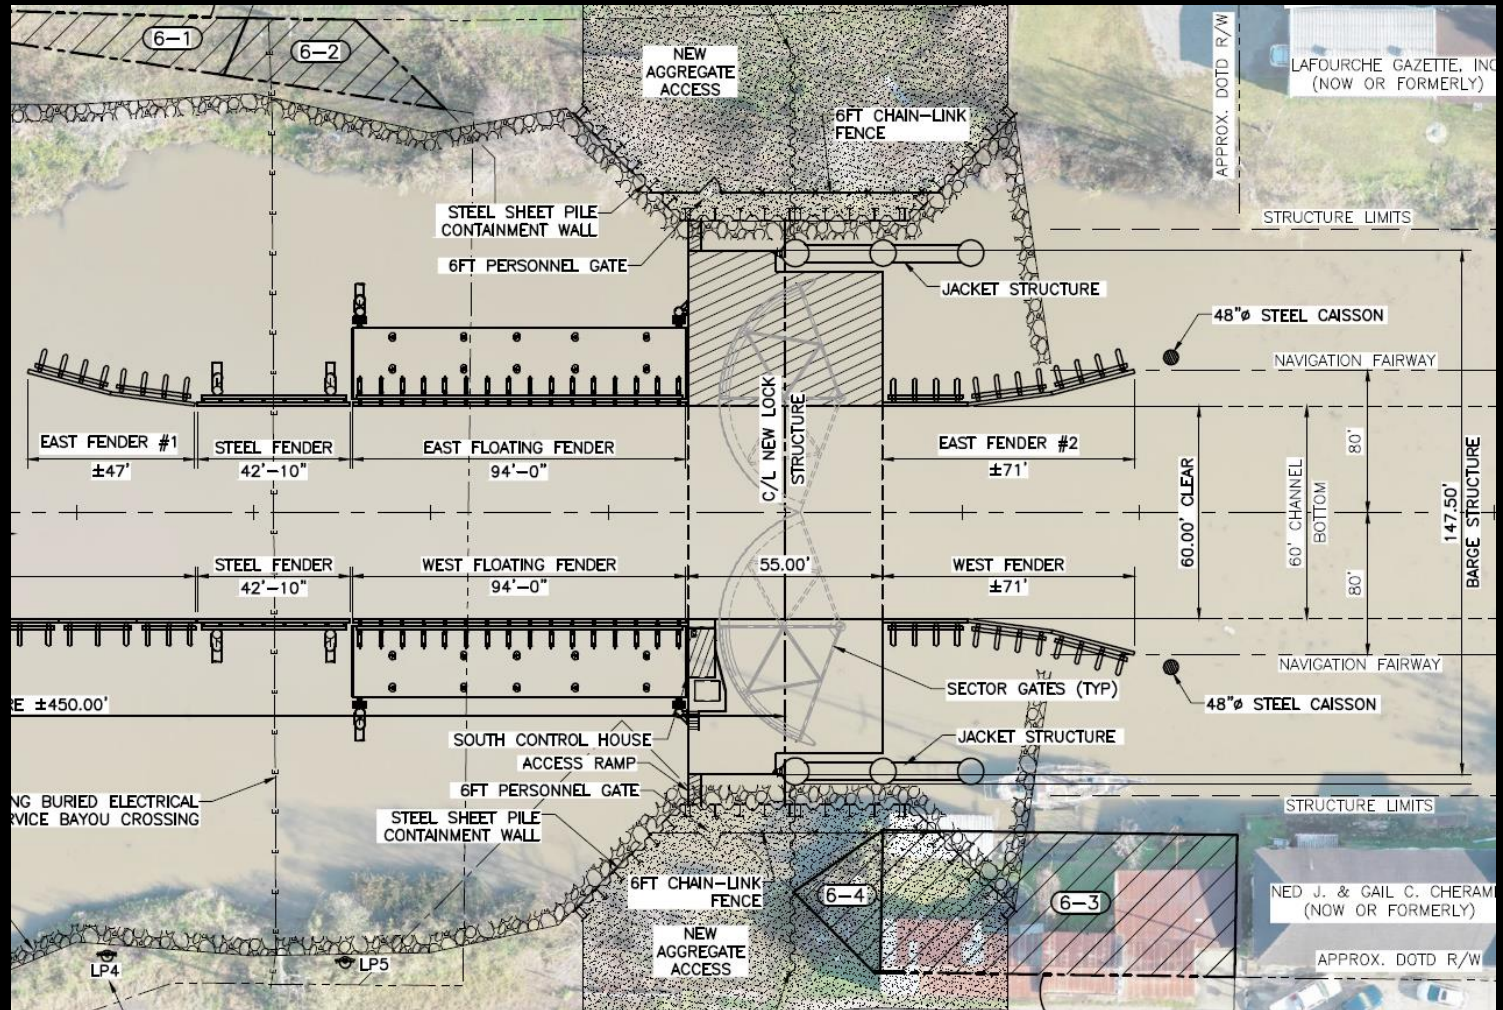 6-1
6-2
NEW
AGGREGATE
ACCESS
6FT CHAIN-LINK
FENCE
APPROX. DOTD R/W
LAFOURCHE GAZETTE, INC
(NOW OR FORMERLY)
STEEL SHEET PILE
CONTAINMENT WALL
6FT PERSONNEL GATE
STRUCTURE LIMITS
JACKET STRUCTURE
48"Ø STEEL CAISSON
NAVIGATION FAIRWAY
EAST FENDER #1
±47'
STEEL FENDER
42'-10"
EAST FLOATING FENDER
94'-0"
C/L NEW LOCK
STRUCTURE
EAST FENDER #2
±71'
60.00' CLEAR
60' CHANNEL
BOTTOM
80'
80'
147.50'
BARGE STRUCTURE
STEEL FENDER
42'-10"
WEST FLOATING FENDER
94'-0"
55.00'
WEST FENDER
±71'
NAVIGATION FAIRWAY
SECTOR GATES (TYP)
48"Ø STEEL CAISSON
RE ±450.00'
SOUTH CONTROL HOUSE
JACKET STRUCTURE
ACCESS RAMP
6FT PERSONNEL GATE
NG BURIED ELECTRICAL
RVICE BAYOU CROSSING
STEEL SHEET PILE
CONTAINMENT WALL
STRUCTURE LIMITS
6FT CHAIN-LINK
FENCE
6-4
6-3
NED J. & GAIL C. CHERAMI
(NOW OR FORMERLY)
NEW
AGGREGATE
ACCESS
APPROX. DOTD R/W
LP4
LP5